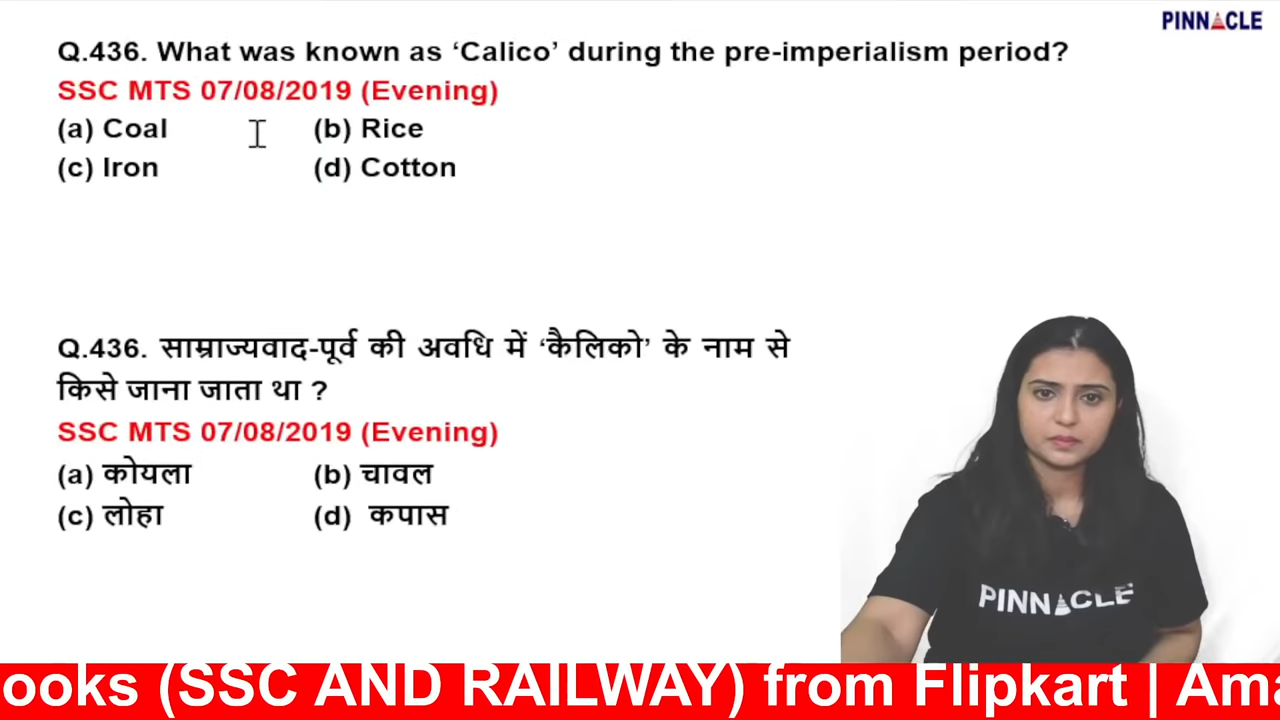 PINNACLE
Q.436. What was known as ‘Calico’ during the pre-imperialism period?
SSC MTS 07/08/2019 (Evening)
(a) Coal (b) Rice
(c) Iron (d) Cotton
Q.436. साम्राज्यवाद-पूर्व की अवधि में ‘कैलिको’ के नाम से
किसे जाना जाता था ?
SSC MTS 07/08/2019 (Evening)
(a) कोयला (b) चावल
(c) लोहा (d) कपास
PINNACLE
ooks (SSC AND RAILWAY) from Flipkart | Ama